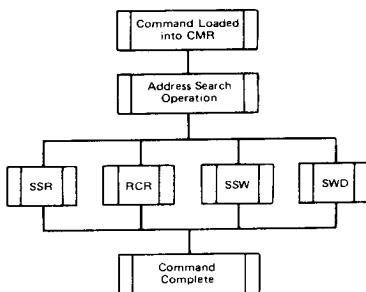 Command Loaded
into CMR
Address Search
Operation
SSR
RCR
SSW
SWD
Command
Complete